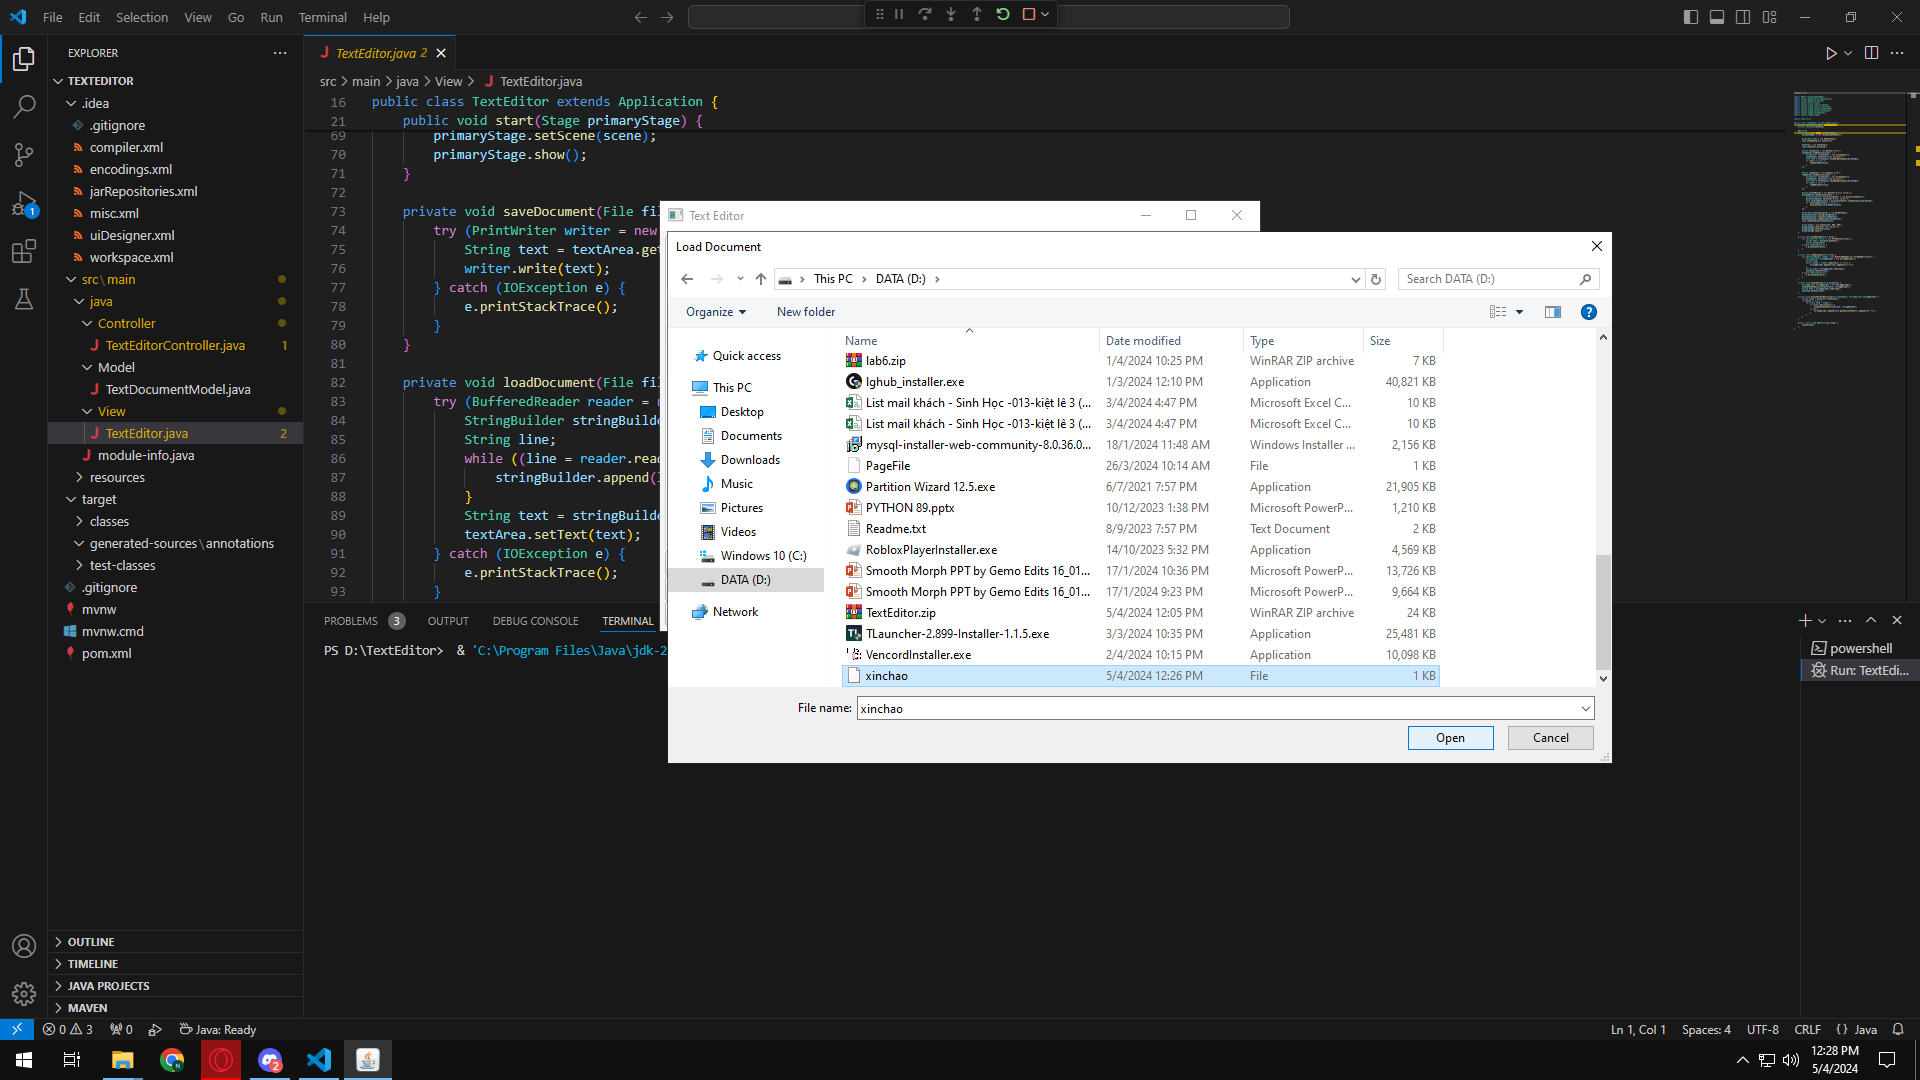 File Edit Selection View Go Run Terminal Help
EXPLORER
TEXTEDITOR
.idea
.gitignore
compiler.xml
encodings.xml
jarRepositories.xml
misc.xml
uiDesigner.xml
workspace.xml
src\main
java
Controller
TextEditorController.java 1
Model
TextDocumentModel.java
View
TextEditor.java 2
module-info.java
resources
target
classes
generated-sources\annotations
test-classes
.gitignore
mvnw
mvnw.cmd
pom.xml
OUTLINE
TIMELINE
JAVA PROJECTS
MAVEN
TextEditor.java 2
src > main > java > View > TextEditor.java
16 public class TextEditor extends Application {
21 public void start(Stage primaryStage) {
69 primaryStage.setScene(scene);
70 primaryStage.show();
71 }
72
73 private void saveDocument(File fi
74 try (PrintWriter writer = new
75 String text = textArea.ge
76 writer.write(text);
77 } catch (IOException e) {
78 e.printStackTrace();
79 }
80 }
81
82 private void loadDocument(File fi
83 try (BufferedReader reader =
84 StringBuilder stringBuild
85 String line;
86 while ((line = reader.rea
87 stringBuilder.append(
88 }
89 String text = stringBuild
90 textArea.setText(text);
91 } catch (IOException e) {
92 e.printStackTrace();
93 }
Text Editor
Load Document
This PC > DATA (D:) >
Search DATA (D:)
Organize New folder
Quick access
This PC
Desktop
Documents
Downloads
Music
Pictures
Videos
Windows 10 (C:)
DATA (D:)
Network
Name Date modified Type Size
lab6.zip 1/4/2024 10:25 PM WinRAR ZIP archive 7 KB
lghub_installer.exe 1/3/2024 12:10 PM Application 40,821 KB
List mail khách - Sinh Học -013-kiệt lé 3 (... 3/4/2024 4:47 PM Microsoft Excel C... 10 KB
List mail khách - Sinh Học -013-kiệt lé 3 (... 3/4/2024 4:47 PM Microsoft Excel C... 10 KB
mysql-installer-web-community-8.0.36.0... 18/1/2024 11:48 AM Windows Installer ... 2,156 KB
PageFile 26/3/2024 10:14 AM File 1 KB
Partition Wizard 12.5.exe 6/7/2021 7:57 PM Application 21,905 KB
PYTHON 89.pptx 10/12/2023 1:38 PM Microsoft PowerP... 1,210 KB
Readme.txt 8/9/2023 7:57 PM Text Document 2 KB
RobloxPlayerInstaller.exe 14/10/2023 5:32 PM Application 4,569 KB
Smooth Morph PPT by Gemo Edits 16_01... 17/1/2024 10:36 PM Microsoft PowerP... 13,726 KB
Smooth Morph PPT by Gemo Edits 16_01... 17/1/2024 9:23 PM Microsoft PowerP... 9,664 KB
TextEditor.zip 5/4/2024 12:05 PM WinRAR ZIP archive 24 KB
TLauncher-2.899-Installer-1.1.5.exe 3/3/2024 10:35 PM Application 25,481 KB
VencordInstaller.exe 2/4/2024 10:15 PM Application 10,098 KB
xinchao 5/4/2024 12:26 PM File 1 KB
File name: xinchao
Open Cancel
PROBLEMS 3 OUTPUT DEBUG CONSOLE TERMINAL
PS D:\TextEditor> & 'C:\Program Files\Java\jdk-2
powershell
Run: TextEdi...
0 3 0 Java: Ready
Ln 1, Col 1 Spaces: 4 UTF-8 CRLF {} Java
12:28 PM
5/4/2024